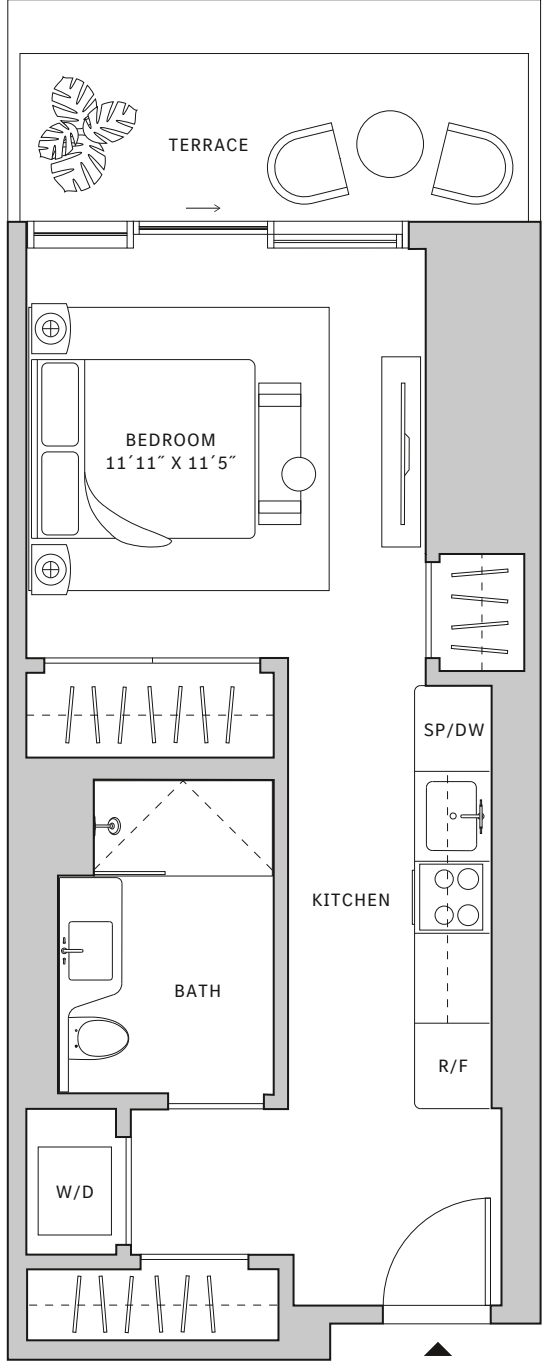 TERRACE
BEDROOM
11´11˝ X 11´5˝
SP/DW
KITCHEN
BATH
R/F
W/D